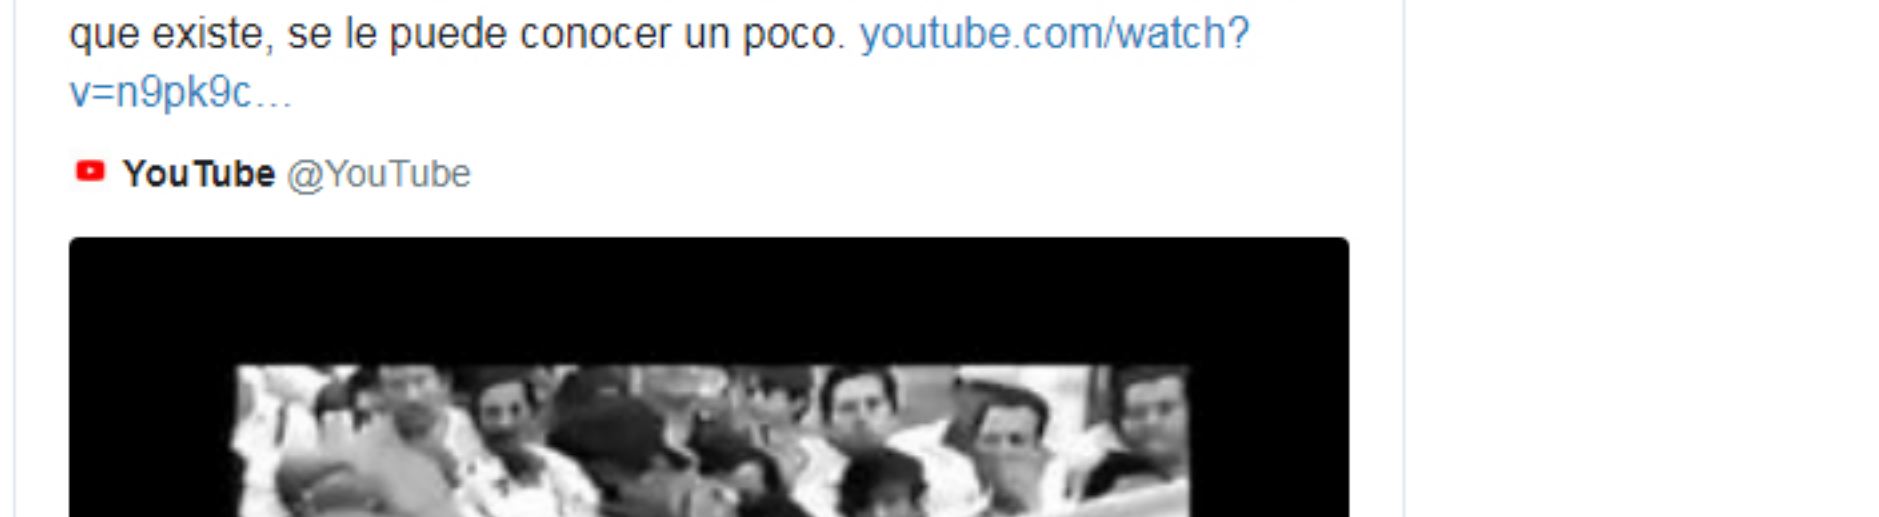 que existe, se le puede conocer un poco. youtube.com/watch?
v=n9pk9c…
YouTube @YouTube